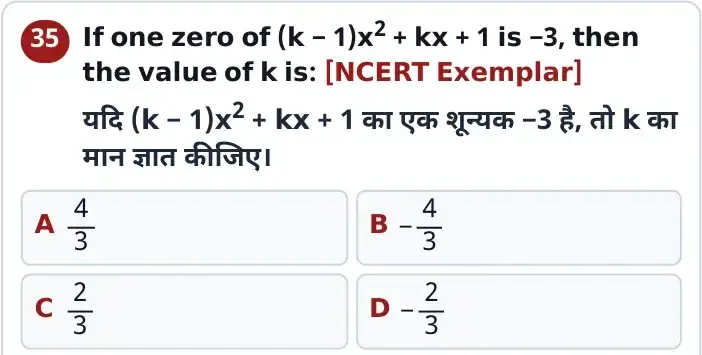 35 If one zero of (k – 1)x² + kx + 1 is –3, then
the value of k is: [NCERT Exemplar]
यदि (k – 1)x² + kx + 1 का एक शून्यक –3 है, तो k का
मान ज्ञात कीजिए।
A 4/3
B –4/3
C 2/3
D –2/3